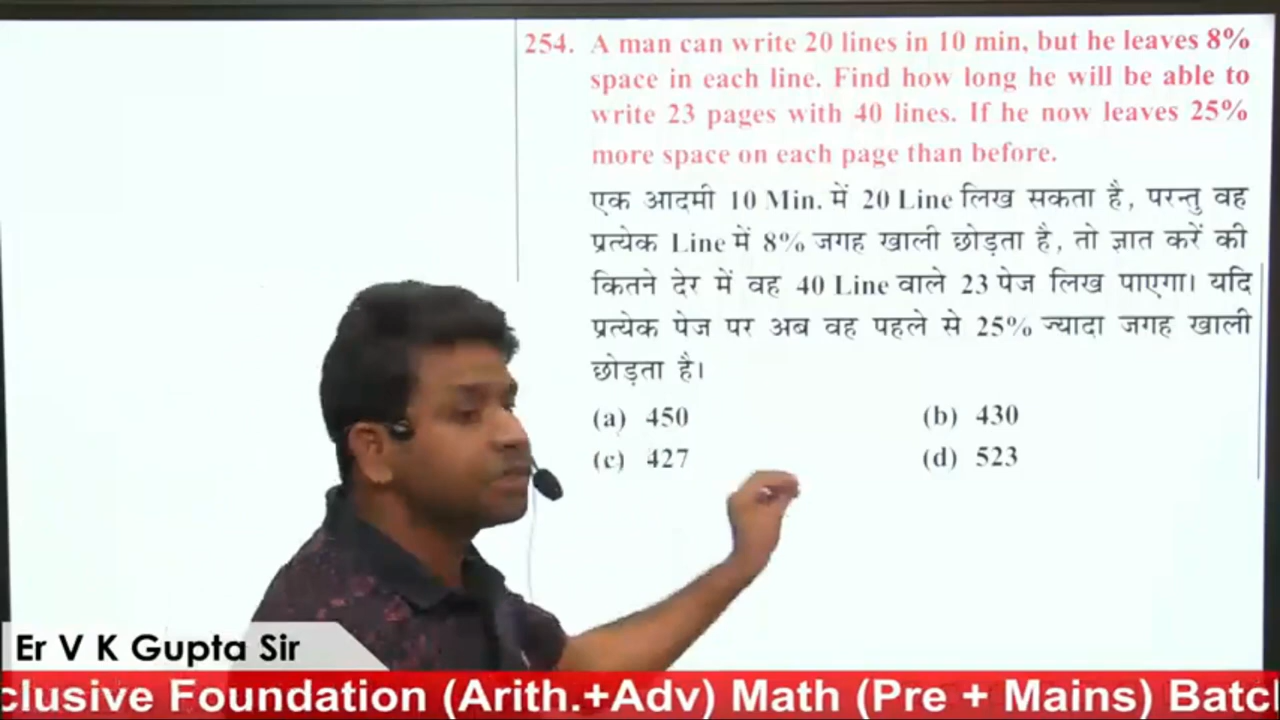 254. A man can write 20 lines in 10 min, but he leaves 8%
space in each line. Find how long he will be able to
write 23 pages with 40 lines. If he now leaves 25%
more space on each page than before.
एक आदमी 10 Min. में 20 Line लिख सकता है, परन्तु वह
प्रत्येक Line में 8% जगह खाली छोड़ता है, तो ज्ञात करें की
कितने देर में वह 40 Line वाले 23 पेज लिख पाएगा। यदि
प्रत्येक पेज पर अब वह पहले से 25% ज्यादा जगह खाली
छोड़ता है।
(a) 450 (b) 430
(c) 427 (d) 523
Er V K Gupta Sir
clusive Foundation (Arith.+Adv) Math (Pre + Mains) Batc